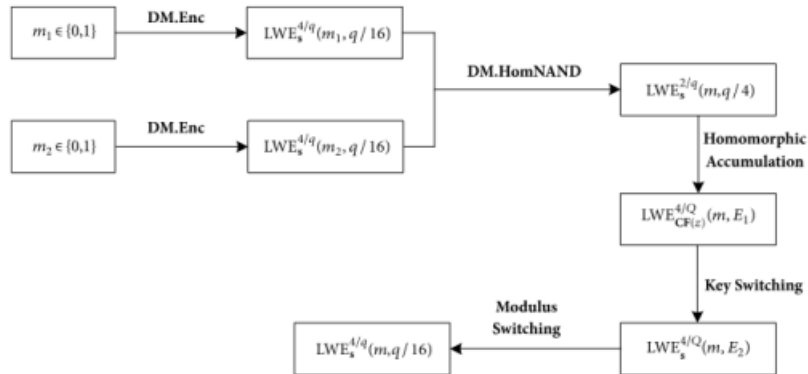 m₁ ∈ {0,1}
DM.Enc
LWE_𝐬^{4/q}(m₁, q/16)
DM.HomNAND
LWE_𝐬^{2/q}(m, q/4)
m₂ ∈ {0,1}
DM.Enc
LWE_𝐬^{4/q}(m₂, q/16)
Homomorphic
Accumulation
LWE_{𝐂𝐅(z)}^{4/Q}(m, E₁)
Key Switching
Modulus
Switching
LWE_𝐬^{4/q}(m, q/16)
LWE_𝐬^{4/Q}(m, E₂)